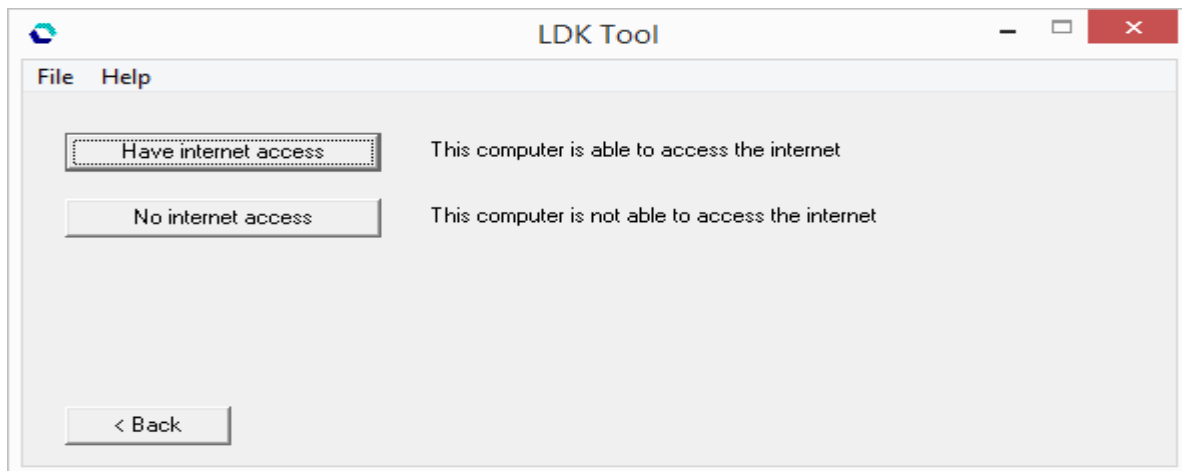 LDK Tool
File Help
Have internet access This computer is able to access the internet
No internet access This computer is not able to access the internet
< Back